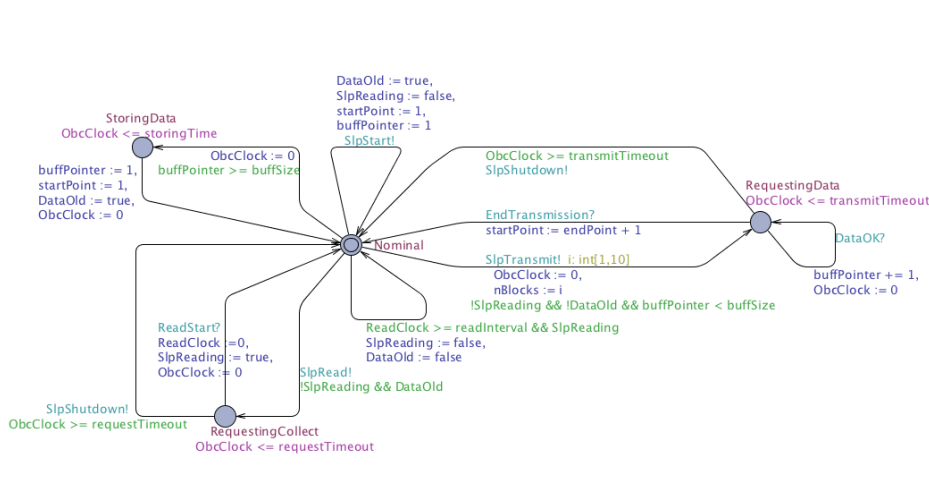 DataOld := true,
SlpReading := false,
startPoint := 1,
buffPointer := 1
SlpStart!
StoringData
ObcClock <= storingTime
ObcClock := 0
buffPointer >= buffSize
buffPointer := 1,
startPoint := 1,
DataOld := true,
ObcClock := 0
ObcClock >= transmitTimeout
SlpShutdown!
RequestingData
ObcClock <= transmitTimeout
EndTransmission?
startPoint := endPoint + 1
DataOK?
Nominal
SlpTransmit! i: int[1,10]
ObcClock := 0,
nBlocks := i
!SlpReading && !DataOld && buffPointer < buffSize
buffPointer += 1,
ObcClock := 0
ReadStart?
ReadClock :=0,
SlpReading := true,
ObcClock := 0
ReadClock >= readInterval && SlpReading
SlpReading := false,
DataOld := false
SlpRead!
!SlpReading && DataOld
SlpShutdown!
ObcClock >= requestTimeout
RequestingCollect
ObcClock <= requestTimeout